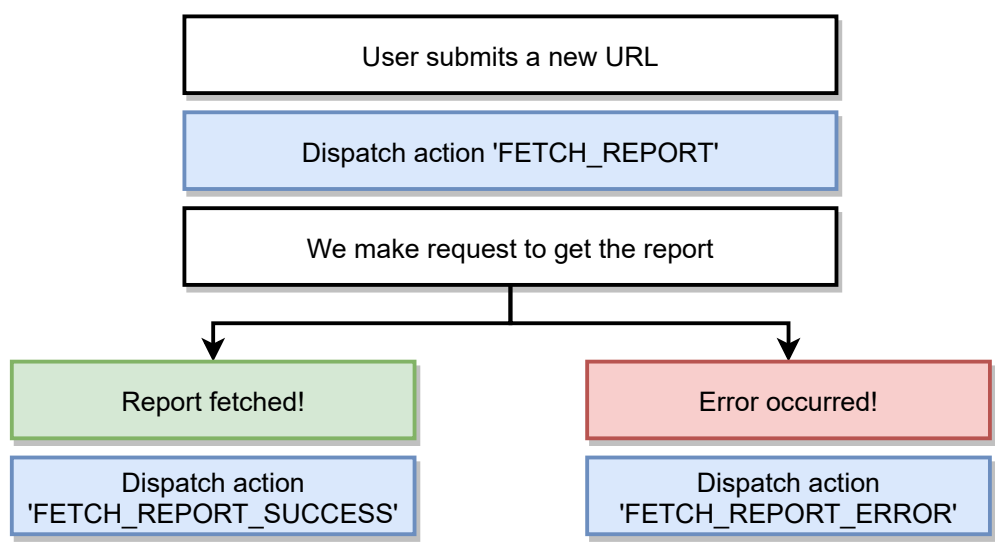 User submits a new URL
Dispatch action 'FETCH_REPORT'
We make request to get the report
Report fetched!
Dispatch action
'FETCH_REPORT_SUCCESS'
Error occurred!
Dispatch action
'FETCH_REPORT_ERROR'